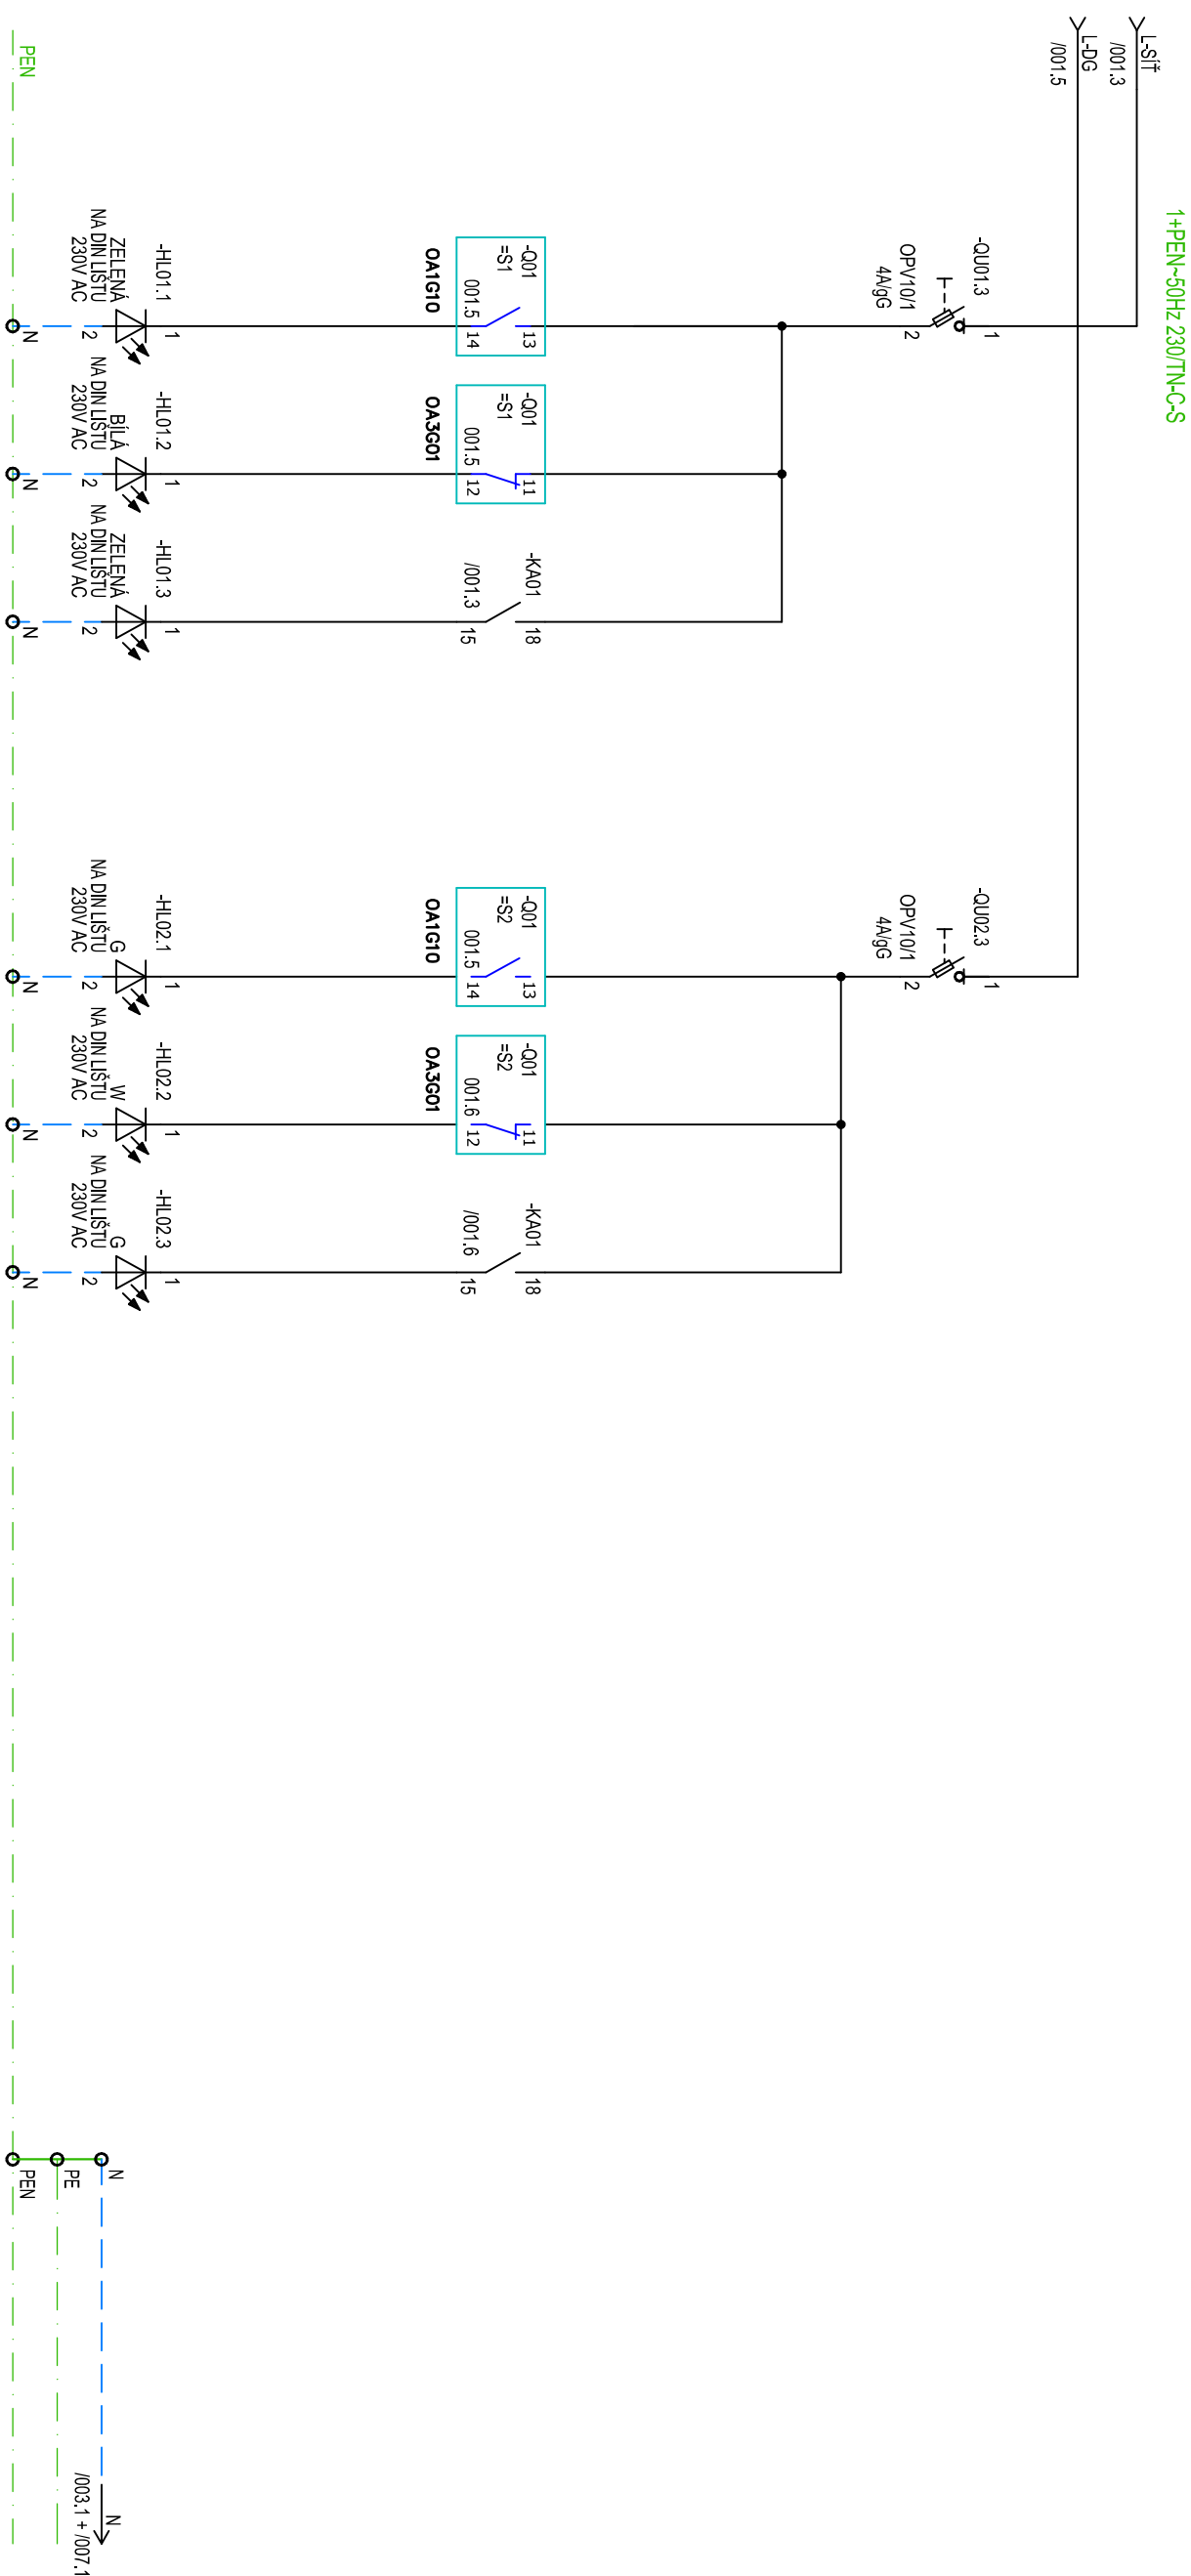 1+PEN~50Hz 230/TN-C-S
L-SÍŤ
/001.3
L-DG
/001.5
-QU01.3
OPV10/1
4A/gG
1
2
-QU02.3
OPV10/1
4A/gG
1
2
-Q01
=S1
001.5
13
14
OA1G10
-Q01
=S1
001.5
11
12
OA3G01
-KA01
/001.3
18
15
-Q01
=S2
001.5
13
14
OA1G10
-Q01
=S2
001.6
11
12
OA3G01
-KA01
/001.6
18
15
-HL01.1
ZELENÁ
NA DIN LIŠTU
230V AC
1
2
N
-HL01.2
BÍLÁ
NA DIN LIŠTU
230V AC
1
2
N
-HL01.3
ZELENÁ
NA DIN LIŠTU
230V AC
1
2
N
-HL02.1
G
NA DIN LIŠTU
230V AC
1
2
N
-HL02.2
W
NA DIN LIŠTU
230V AC
1
2
N
-HL02.3
G
NA DIN LIŠTU
230V AC
1
2
N
PEN
N
PE
PEN
N
/003.1 + /007.1